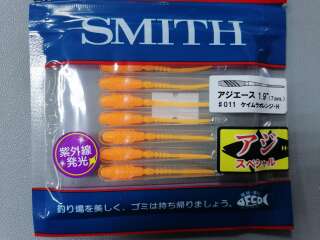 SMITH
アジエース 1.9"(7pcs.)
#011 ケイムラオレンジ・H
紫外線
発光
アジ
スペシャル
釣り場を美しく、ゴミは持ち帰りましょう。
FECO